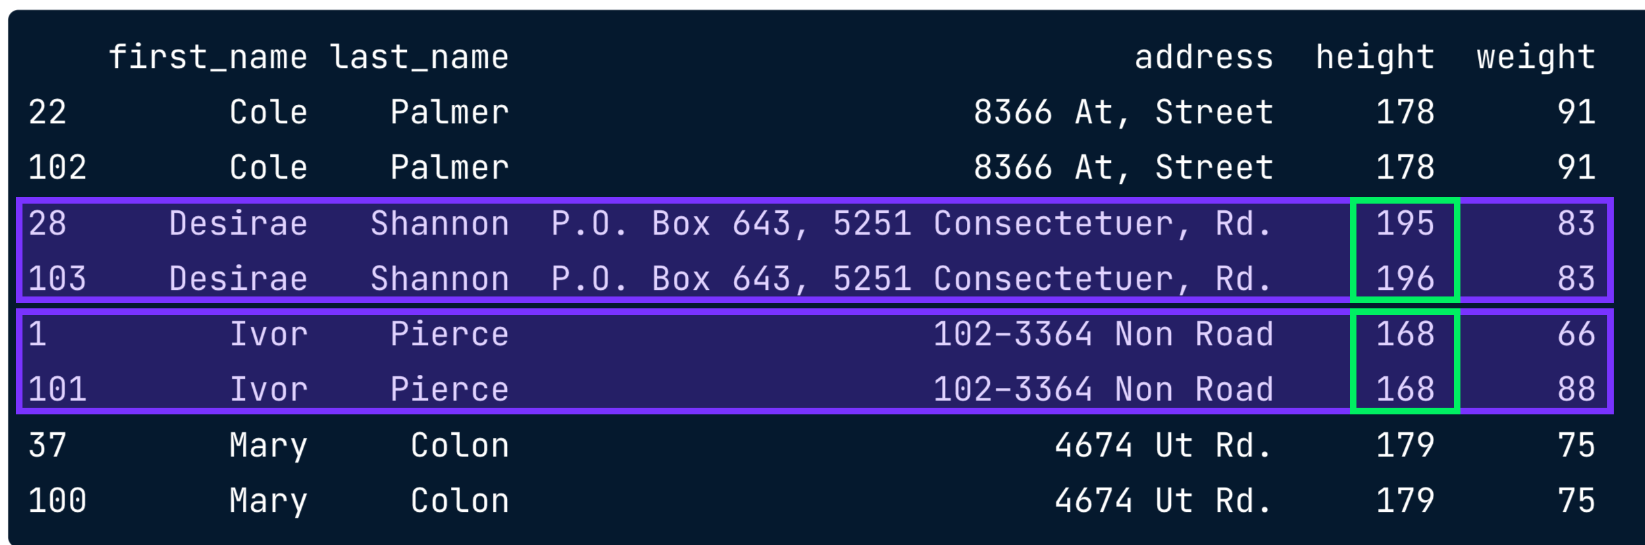 first_name last_name address height weight
22 Cole Palmer 8366 At, Street 178 91
102 Cole Palmer 8366 At, Street 178 91
28 Desirae Shannon P.O. Box 643, 5251 Consectetuer, Rd. 195 83
103 Desirae Shannon P.O. Box 643, 5251 Consectetuer, Rd. 196 83
1 Ivor Pierce 102-3364 Non Road 168 66
101 Ivor Pierce 102-3364 Non Road 168 88
37 Mary Colon 4674 Ut Rd. 179 75
100 Mary Colon 4674 Ut Rd. 179 75